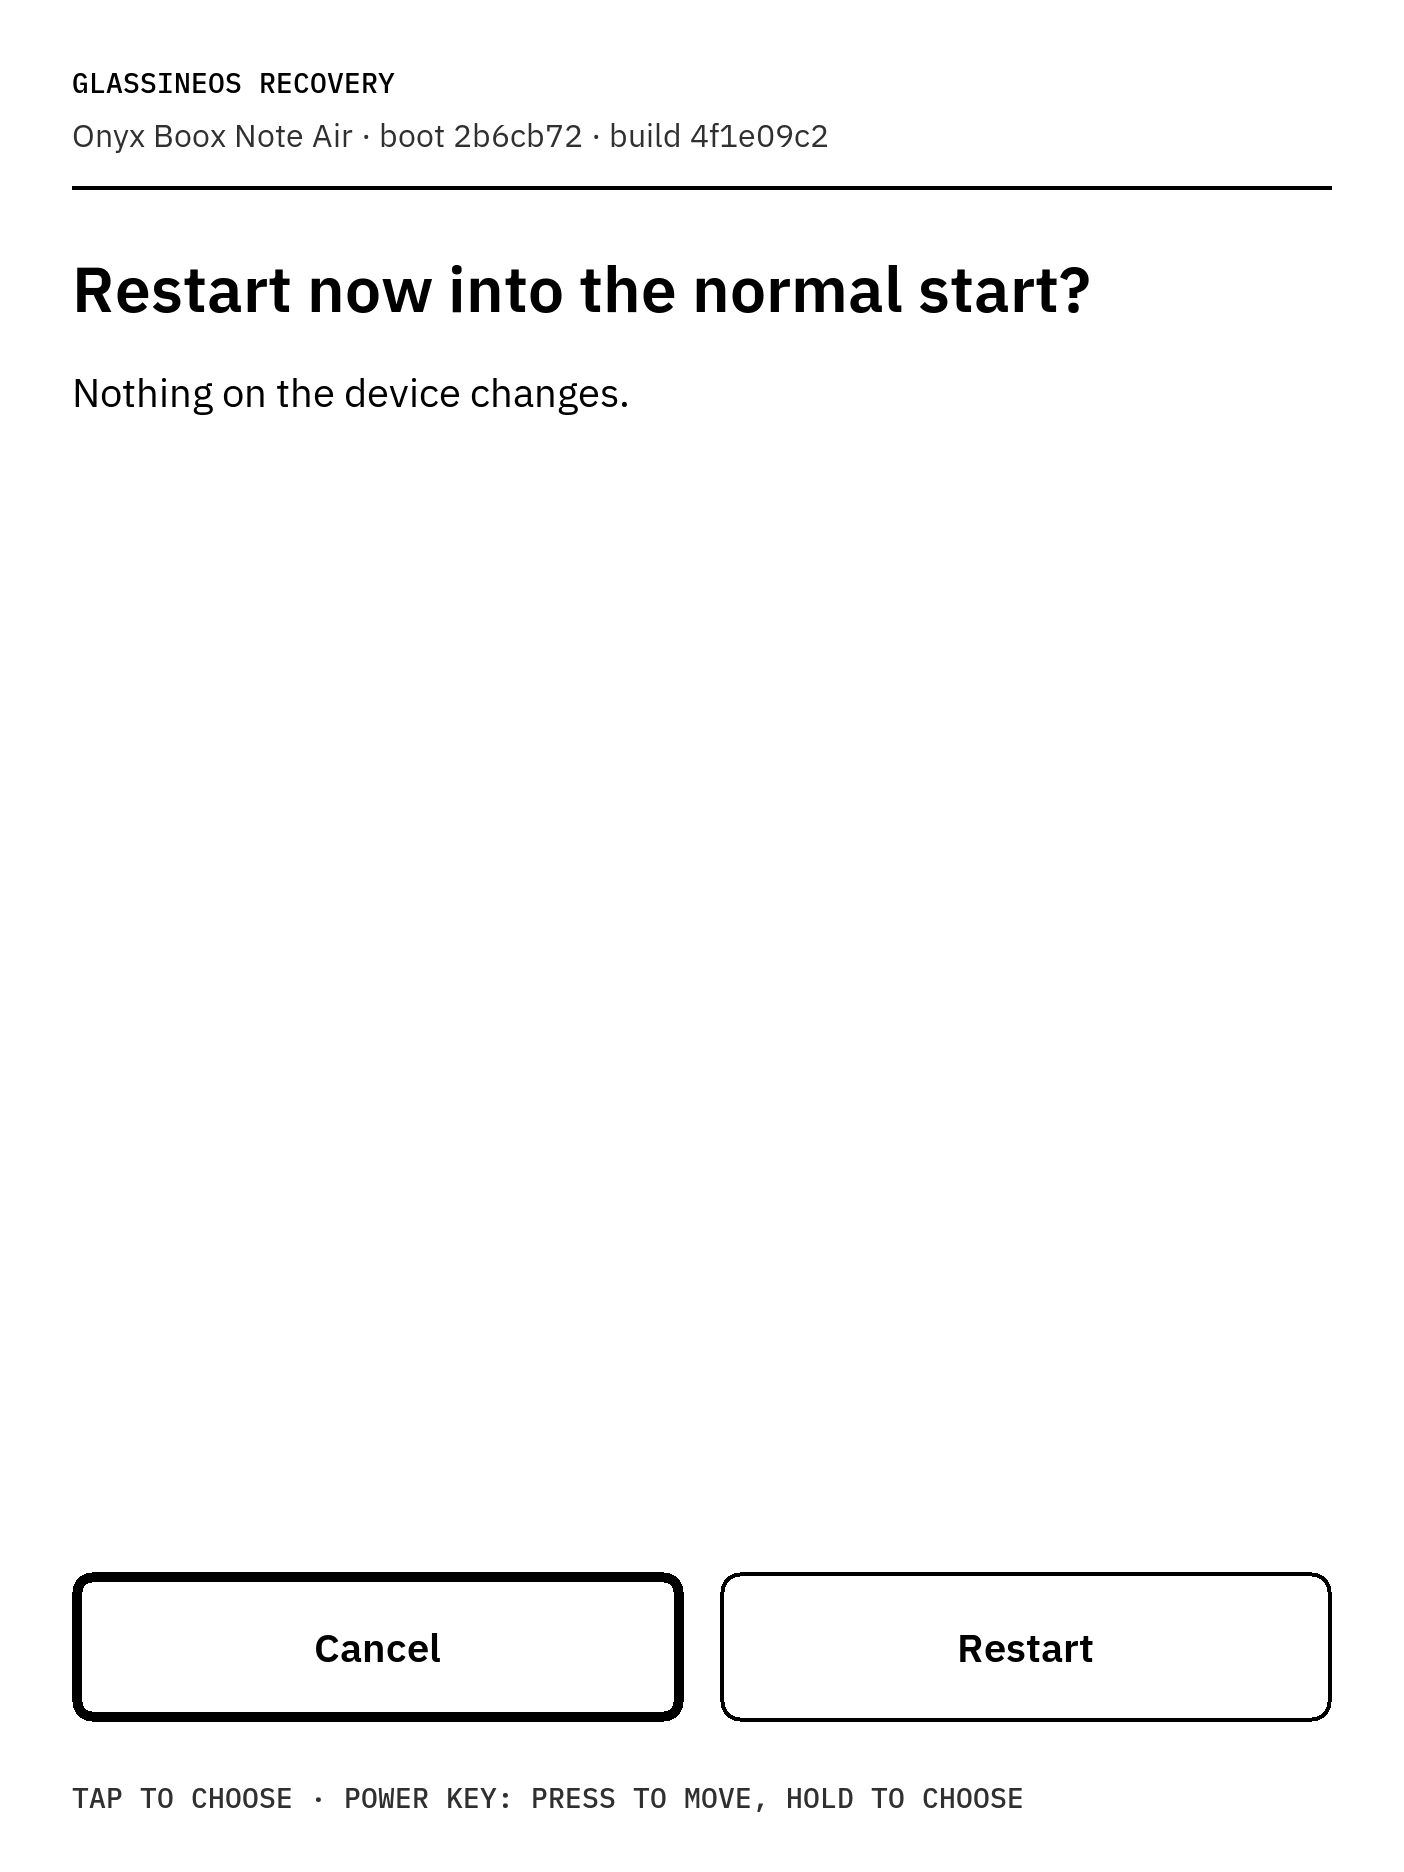 GLASSINEOS RECOVERY
Onyx Boox Note Air · boot 2b6cb72 · build 4f1e09c2
Restart now into the normal start?
Nothing on the device changes.
Cancel
Restart
TAP TO CHOOSE · POWER KEY: PRESS TO MOVE, HOLD TO CHOOSE